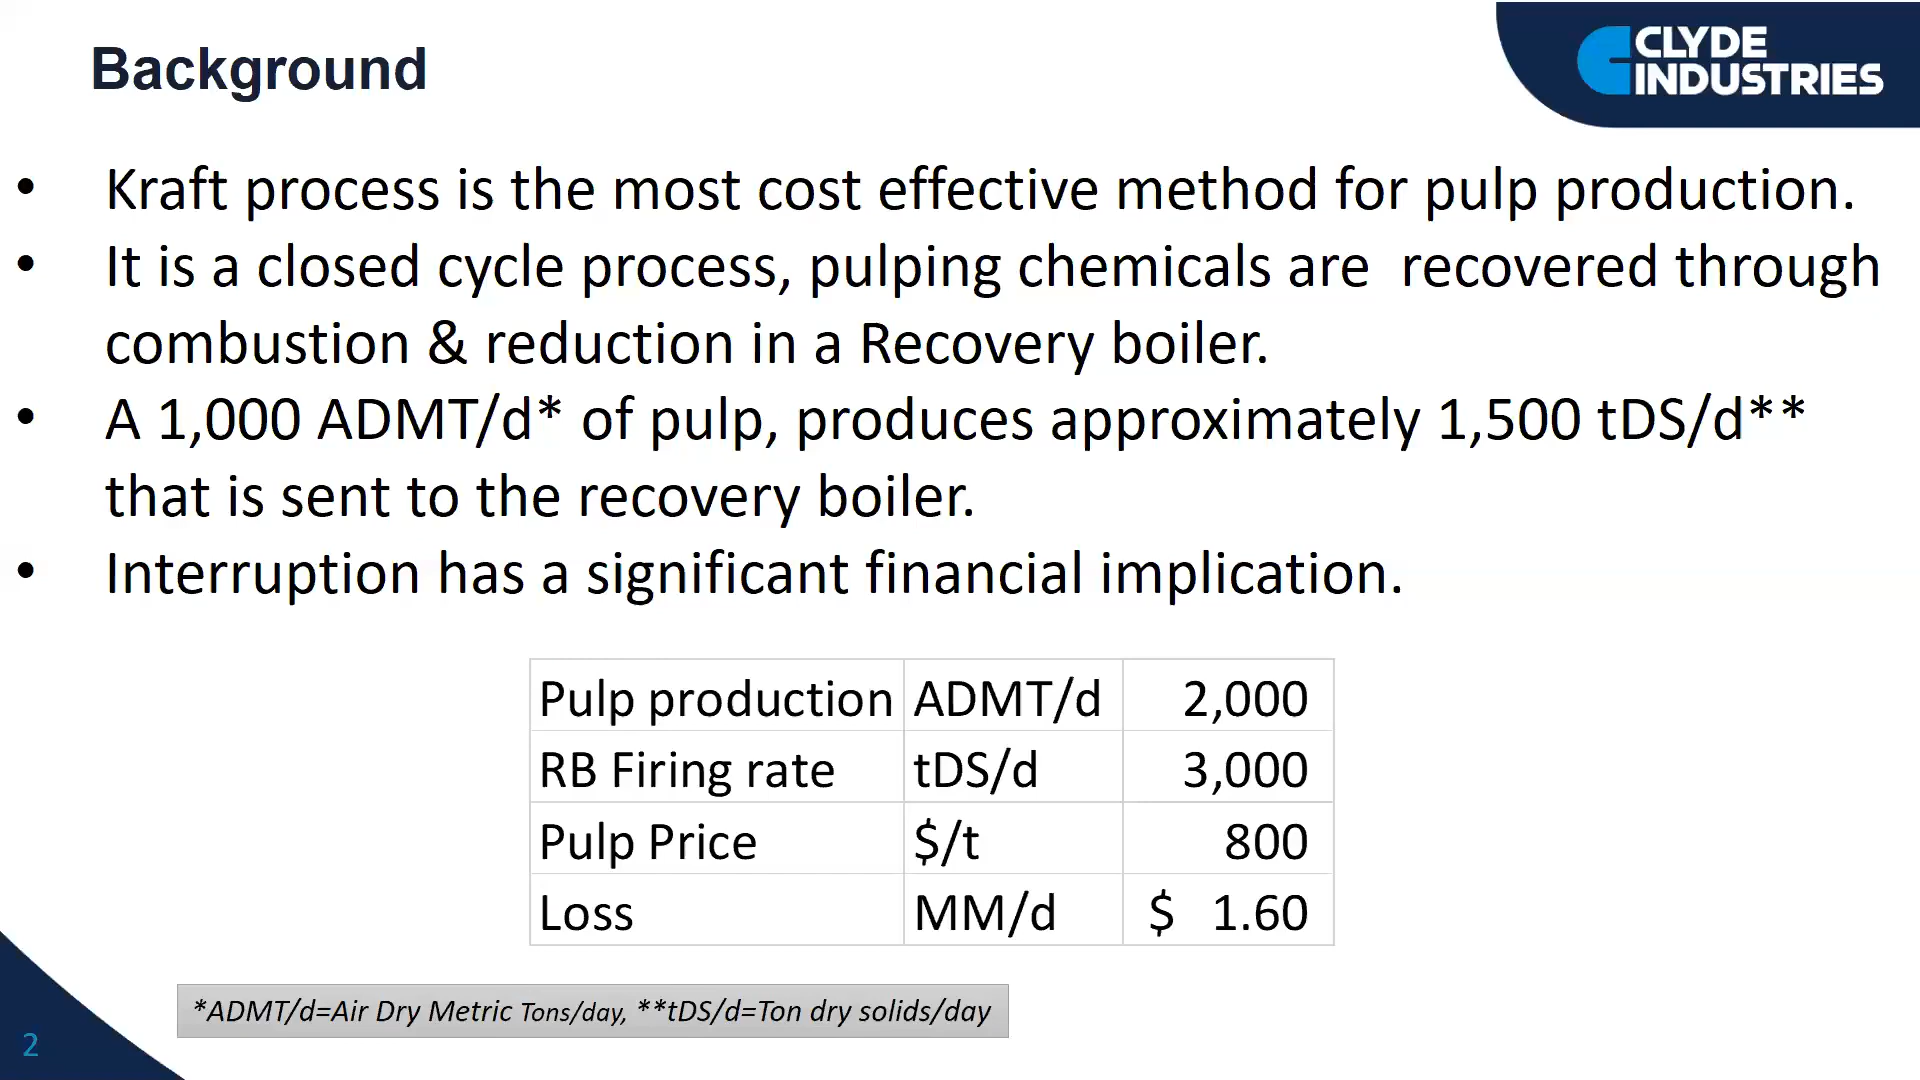 Background
CLYDE
INDUSTRIES
• Kraft process is the most cost effective method for pulp production.
• It is a closed cycle process, pulping chemicals are  recovered through
combustion & reduction in a Recovery boiler.
• A 1,000 ADMT/d* of pulp, produces approximately 1,500 tDS/d**
that is sent to the recovery boiler.
• Interruption has a significant financial implication.
Pulp production ADMT/d 2,000
RB Firing rate tDS/d 3,000
Pulp Price $/t 800
Loss MM/d $ 1.60
*ADMT/d=Air Dry Metric Tons/day, **tDS/d=Ton dry solids/day
2